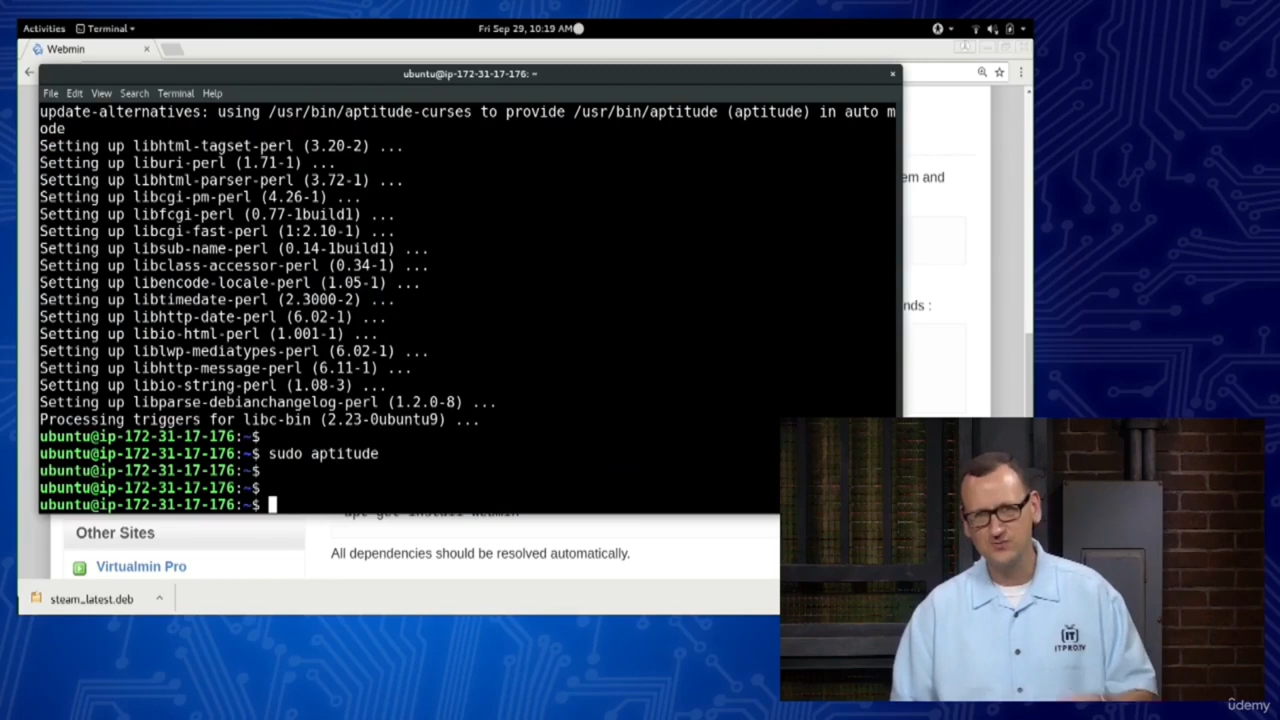 Activities Terminal Fri Sep 29, 10:19 AM
Webmin
ubuntu@ip-172-31-17-176: ~
File Edit View Search Terminal Help
update-alternatives: using /usr/bin/aptitude-curses to provide /usr/bin/aptitude (aptitude) in auto m
ode
Setting up libhtml-tagset-perl (3.20-2) ...
Setting up liburi-perl (1.71-1) ...
Setting up libhtml-parser-perl (3.72-1) ...
Setting up libcgi-pm-perl (4.26-1) ...
Setting up libfcgi-perl (0.77-1build1) ...
Setting up libcgi-fast-perl (1:2.10-1) ...
Setting up libsub-name-perl (0.14-1build1) ...
Setting up libclass-accessor-perl (0.34-1) ...
Setting up libencode-locale-perl (1.05-1) ...
Setting up libtimedate-perl (2.3000-2) ...
Setting up libhttp-date-perl (6.02-1) ...
Setting up libio-html-perl (1.001-1) ...
Setting up liblwp-mediatypes-perl (6.02-1) ...
Setting up libhttp-message-perl (6.11-1) ...
Setting up libio-string-perl (1.08-3) ...
Setting up libparse-debianchangelog-perl (1.2.0-8) ...
Processing triggers for libc-bin (2.23-0ubuntu9) ...
ubuntu@ip-172-31-17-176:~$
ubuntu@ip-172-31-17-176:~$ sudo aptitude
ubuntu@ip-172-31-17-176:~$
ubuntu@ip-172-31-17-176:~$
ubuntu@ip-172-31-17-176:~$
em and
nds :
apt-get install webmin
Other Sites
All dependencies should be resolved automatically.
Virtualmin Pro
steam_latest.deb
IT
ITPRO.TV
ûdemy